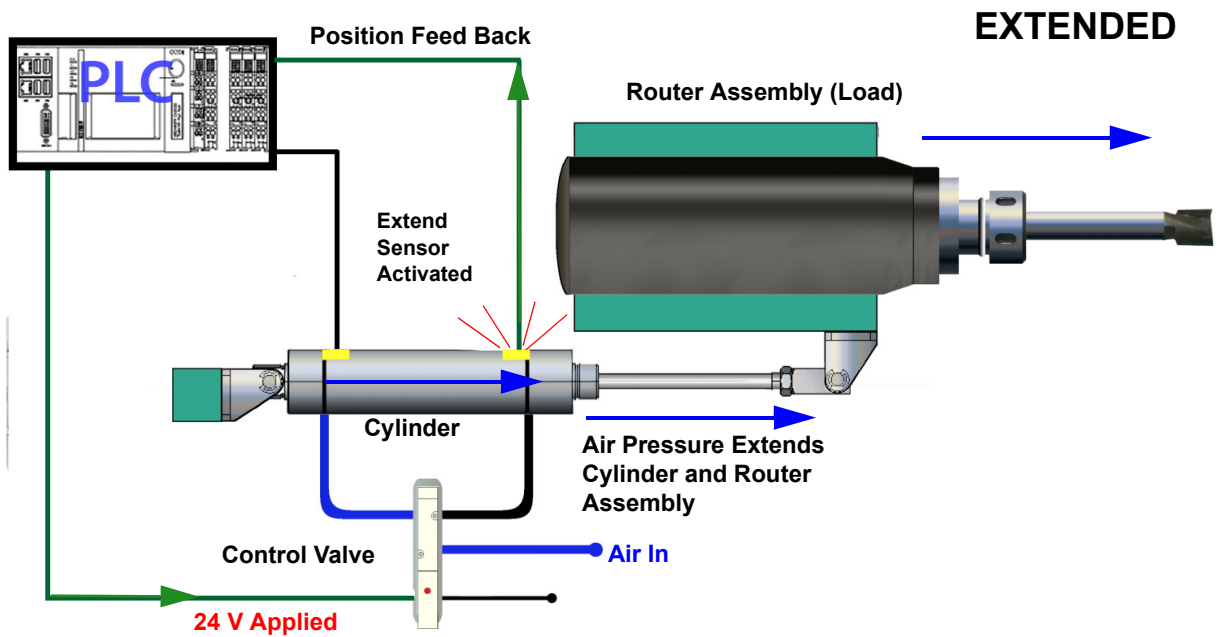 EXTENDED
Position Feed Back
PLC
Router Assembly (Load)
Extend
Sensor
Activated
Cylinder
Air Pressure Extends
Cylinder and Router
Assembly
Control Valve
Air In
24 V Applied